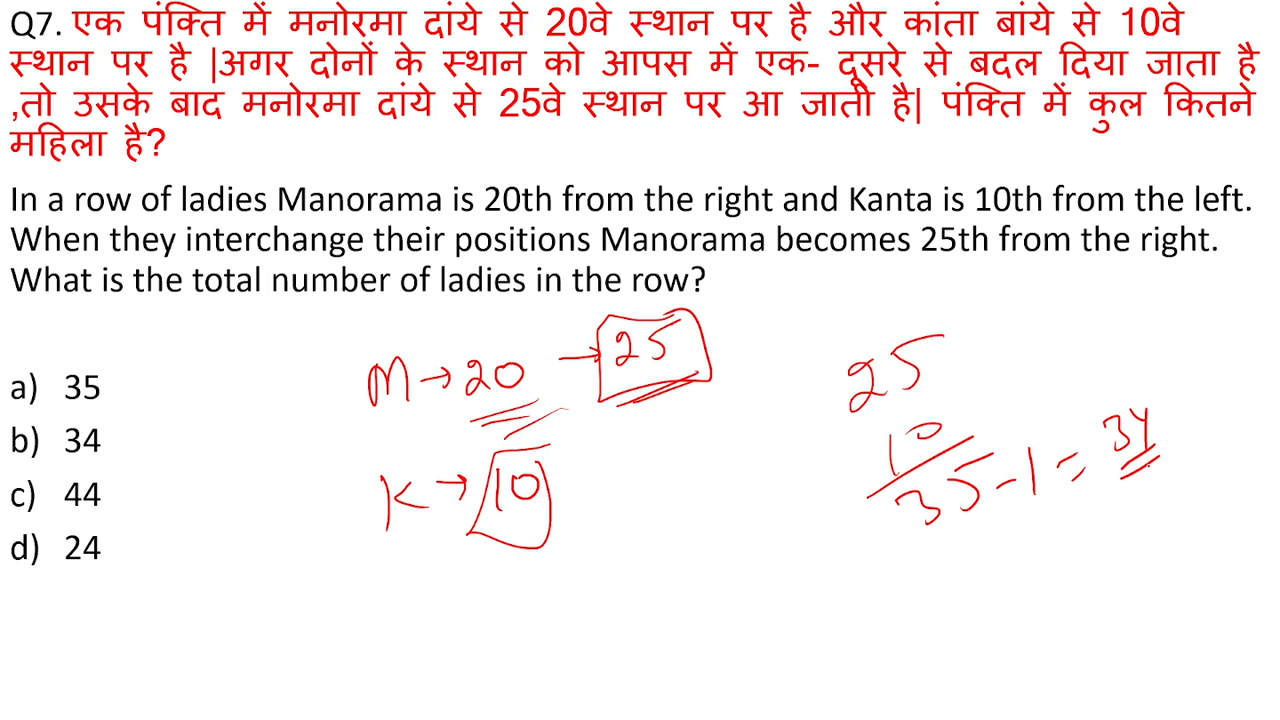 Q7. एक पंक्ति में मनोरमा दांये से 20वे स्थान पर है और कांता बांये से 10वे
स्थान पर है |अगर दोनों के स्थान को आपस में एक- दूसरे से बदल दिया जाता है
,तो उसके बाद मनोरमा दांये से 25वे स्थान पर आ जाती है| पंक्ति में कुल कितने
महिला है?
In a row of ladies Manorama is 20th from the right and Kanta is 10th from the left.
When they interchange their positions Manorama becomes 25th from the right.
What is the total number of ladies in the row?
a) 35
b) 34
c) 44
d) 24
M → 20 → 25
K → 10
25
10
35 - 1 = 34